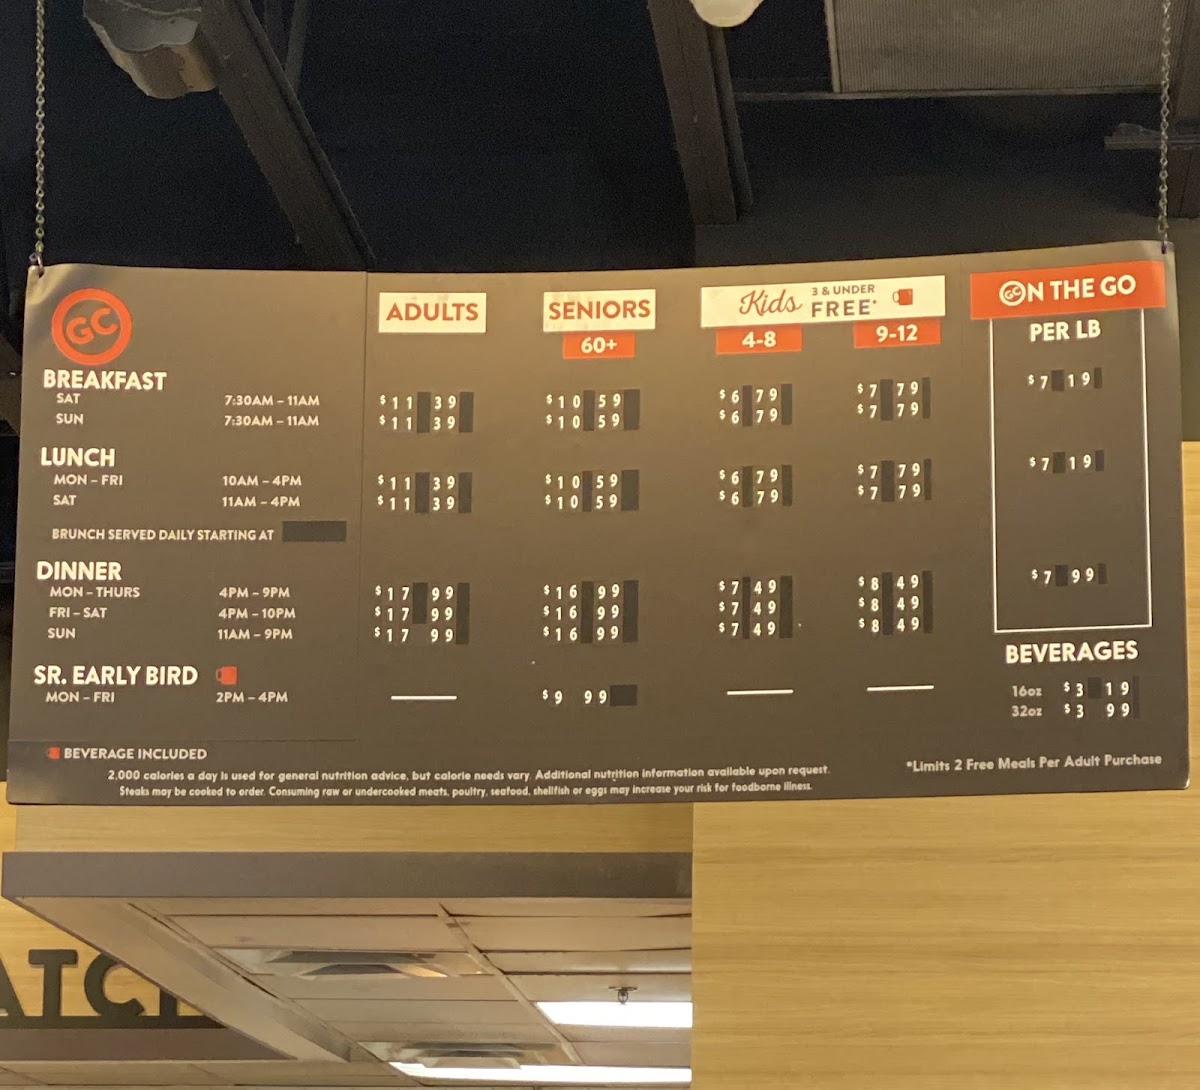 GC
ADULTS
SENIORS
60+
Kids 3 & UNDER FREE*
4-8
9-12
GC ON THE GO
PER LB
BREAKFAST
SAT 7:30AM – 11AM $11 39 $10 59 $6 79 $7 79 $7 19
SUN 7:30AM – 11AM $11 39 $10 59 $6 79 $7 79
LUNCH
MON – FRI 10AM – 4PM $11 39 $10 59 $6 79 $7 79 $7 19
SAT 11AM – 4PM $11 39 $10 59 $6 79 $7 79
BRUNCH SERVED DAILY STARTING AT
DINNER
MON – THURS 4PM – 9PM $17 99 $16 99 $7 49 $8 49 $7 99
FRI – SAT 4PM – 10PM $17 99 $16 99 $7 49 $8 49
SUN 11AM – 9PM $17 99 $16 99 $7 49 $8 49
SR. EARLY BIRD
MON – FRI 2PM – 4PM $9 99
BEVERAGES
16oz $3 19
32oz $3 99
BEVERAGE INCLUDED
2,000 calories a day is used for general nutrition advice, but calorie needs vary. Additional nutrition information available upon request.
Steaks may be cooked to order. Consuming raw or undercooked meats, poultry, seafood, shellfish or eggs may increase your risk for foodborne illness.
*Limits 2 Free Meals Per Adult Purchase